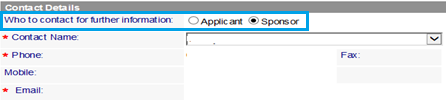 Contact Details
Who to contact for further information: Applicant Sponsor
* Contact Name:
* Phone: Fax:
Mobile:
* Email: